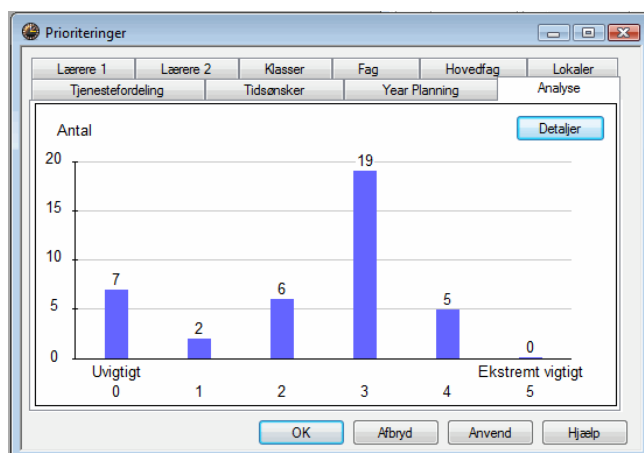 Prioriteringer
Lærere 1 Lærere 2 Klasser Fag Hovedfag Lokaler
Tjenestefordeling Tidsønsker Year Planning Analyse
Antal Detaljer
20 19
15
10
7 6
5 5
2
0 0
Uvigtigt Ekstremt vigtigt
0 1 2 3 4 5
OK Afbryd Anvend Hjælp